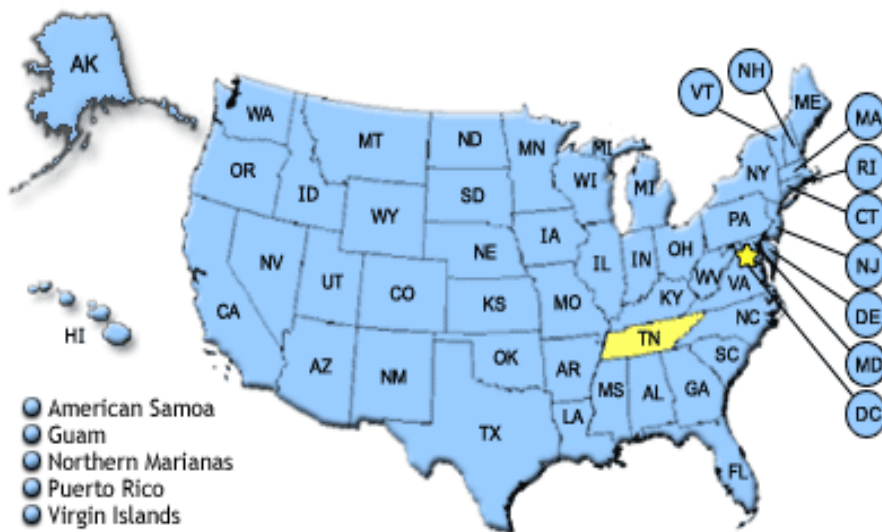 AK
NH
VT
ME
WA
MA
MT
ND
MN
MI
OR
ID
SD
WI
MI
NY
RI
WY
CT
IA
PA
NE
NV
UT
IL
IN
OH
NJ
CO
WV
VA
CA
KS
MO
KY
DE
HI
NC
TN
AZ
NM
OK
AR
SC
MD
MS
AL
GA
DC
TX
LA
FL
American Samoa
Guam
Northern Marianas
Puerto Rico
Virgin Islands